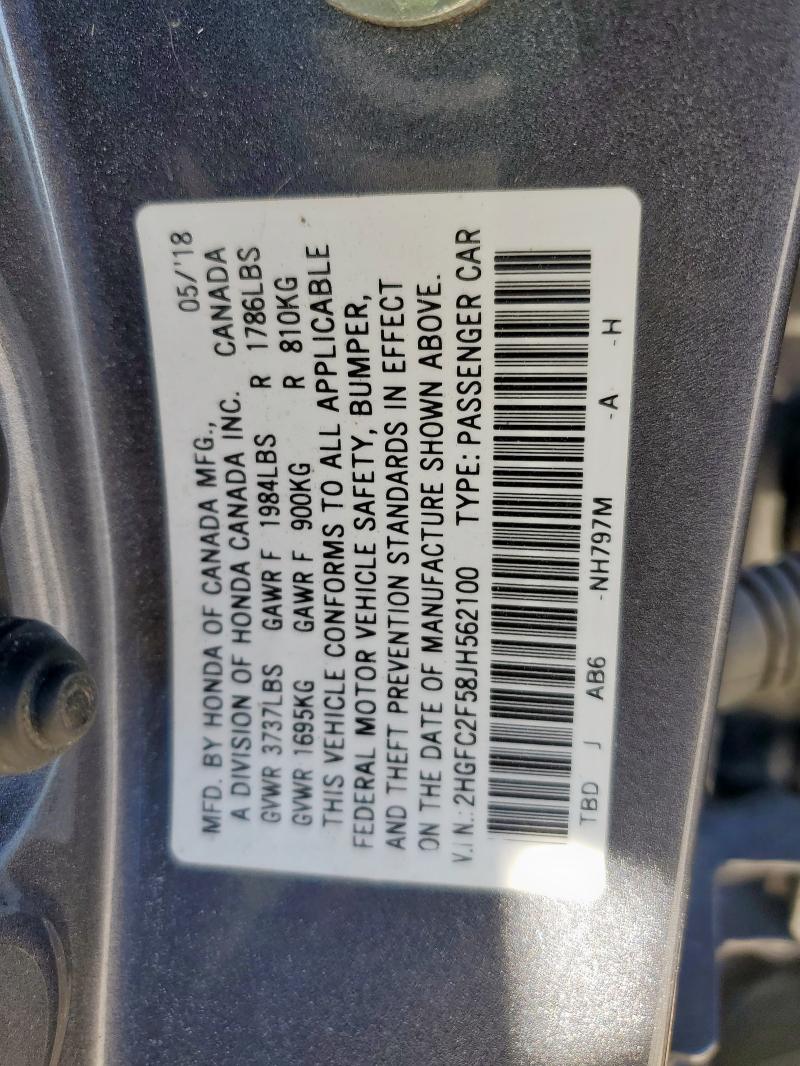 05/'18
MFD. BY HONDA OF CANADA MFG.,
A DIVISION OF HONDA CANADA INC. CANADA
GVWR 3737LBS GAWR F 1984LBS R 1786LBS
GVWR 1695KG GAWR F 900KG R 810KG
THIS VEHICLE CONFORMS TO ALL APPLICABLE
FEDERAL MOTOR VEHICLE SAFETY, BUMPER,
AND THEFT PREVENTION STANDARDS IN EFFECT
ON THE DATE OF MANUFACTURE SHOWN ABOVE.
V.I.N.: 2HGFC2F58JH562100 TYPE: PASSENGER CAR
TBD J AB6 -NH797M -A -H